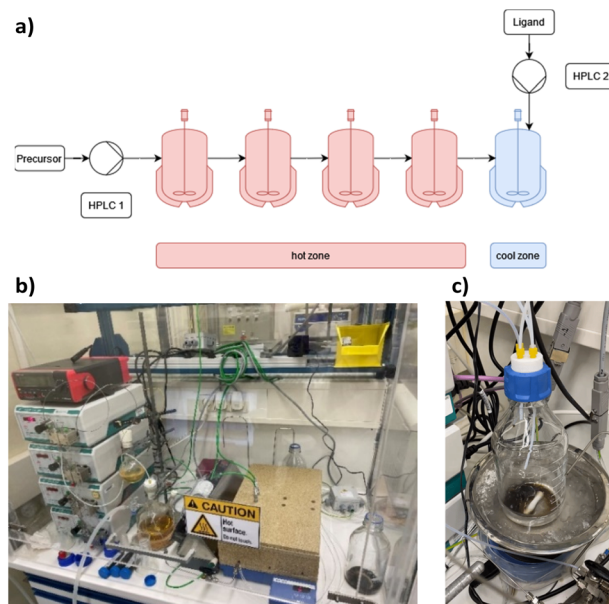 a)
Ligand
HPLC 2
Precursor
HPLC 1
hot zone
cool zone
b)
c)
CAUTION
Hot
surface.
Do not touch.